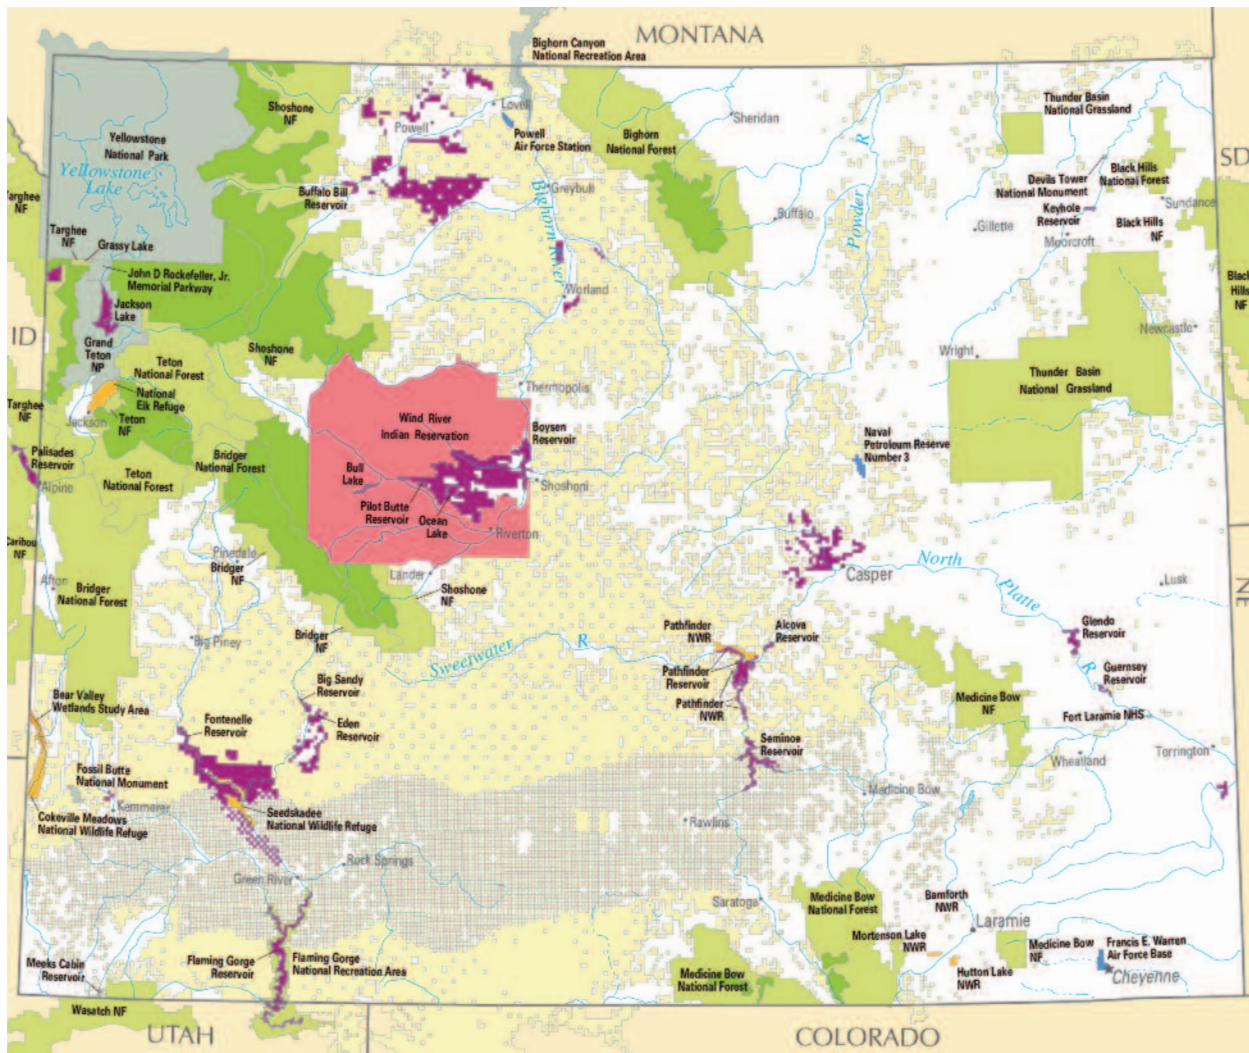 MONTANA
Bighorn Canyon
National Recreation Area
Shoshone
NF
Lovell
Powell
Powell
Air Force Station
Bighorn
National Forest
Sheridan
Thunder Basin
National Grassland
SD
Yellowstone
National Park
Yellowstone
Lake
Buffalo Bill
Reservoir
Greybull
Bighorn River
Buffalo
Powder
R
Devils Tower
National Monument
Black Hills
National Forest
Keyhole
Reservoir
Sundance
Gillette
Moorcroft
Black Hills
NF
Targhee
NF
Targhee
NF
Grassy Lake
John D Rockefeller, Jr.
Memorial Parkway
Jackson
Lake
Worland
Black
Hills
NF
ID
Grand
Teton
NP
Shoshone
NF
Teton
National Forest
National
Elk Refuge
Teton
NF
Jackson
Targhee
NF
Newcastle
Wright
Thunder Basin
National Grassland
Thermopolis
Wind River
Indian Reservation
Boysen
Reservoir
Naval
Petroleum Reserve
Number 3
Palisades
Reservoir
Alpine
Bridger
National Forest
Teton
National Forest
Bull
Lake
Pilot Butte
Reservoir
Ocean
Lake
Shoshoni
Riverton
Caribou
NF
Pinedale
Bridger
NF
Lander
Shoshone
NF
Casper
North
Platte
R
Lusk
NE
Afton
Bridger
National Forest
Big Piney
Bridger
NF
Sweetwater
R
Pathfinder
NWR
Alcova
Reservoir
Glendo
Reservoir
Pathfinder
Reservoir
Guernsey
Reservoir
Big Sandy
Reservoir
Bear Valley
Wetlands Study Area
Fontenelle
Reservoir
Eden
Reservoir
Pathfinder
NWR
Medicine Bow
NF
Fort Laramie NHS
Seminoe
Reservoir
Torrington
Wheatland
Fossil Butte
National Monument
Kemmerer
Medicine Bow
Cokeville Meadows
National Wildlife Refuge
Seedskadee
National Wildlife Refuge
Rawlins
Rock Springs
Green River
Saratoga
Medicine Bow
National Forest
Bamforth
NWR
Laramie
Mortenson Lake
NWR
Medicine Bow
NF
Francis E. Warren
Air Force Base
Meeks Cabin
Reservoir
Flaming Gorge
Reservoir
Flaming Gorge
National Recreation Area
Medicine Bow
National Forest
Hutton Lake
NWR
Cheyenne
Wasatch NF
UTAH
COLORADO